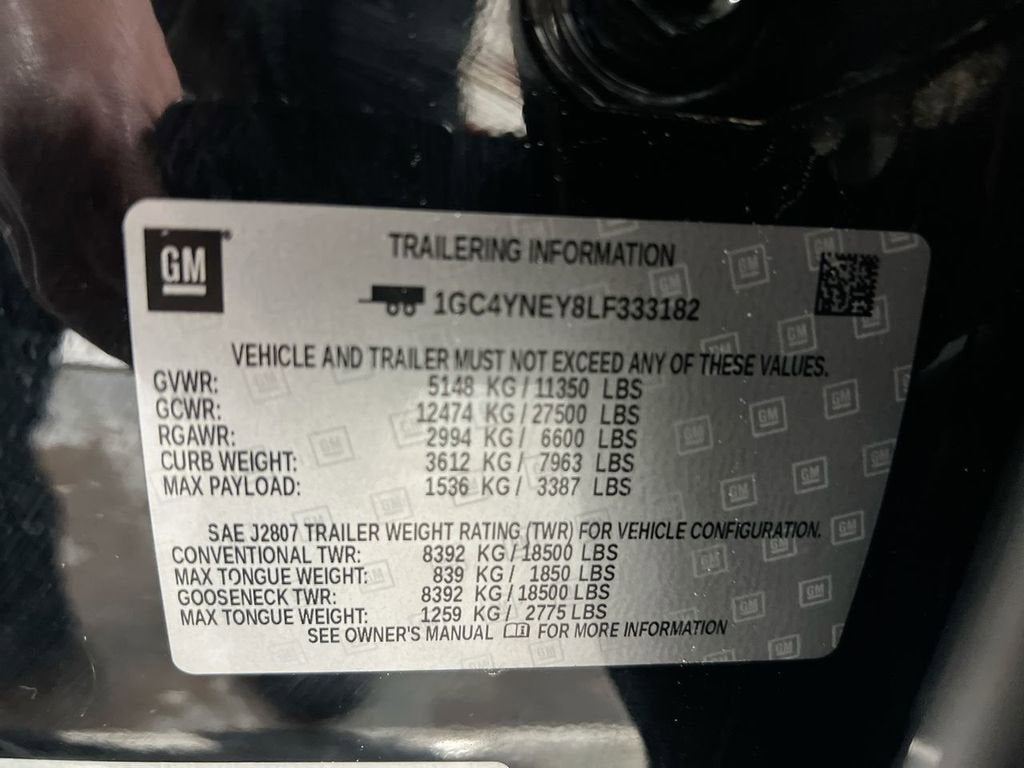 GM
TRAILERING INFORMATION
1GC4YNEY8LF333182
VEHICLE AND TRAILER MUST NOT EXCEED ANY OF THESE VALUES.
GVWR: 5148 KG/11350 LBS
GCWR: 12474 KG/27500 LBS
RGAWR: 2994 KG/ 6600 LBS
CURB WEIGHT: 3612 KG/ 7963 LBS
MAX PAYLOAD: 1536 KG/ 3387 LBS
SAE J2807 TRAILER WEIGHT RATING (TWR) FOR VEHICLE CONFIGURATION.
CONVENTIONAL TWR: 8392 KG/18500 LBS
MAX TONGUE WEIGHT: 839 KG/ 1850 LBS
GOOSENECK TWR: 8392 KG/18500 LBS
MAX TONGUE WEIGHT: 1259 KG/ 2775 LBS
SEE OWNER'S MANUAL FOR MORE INFORMATION